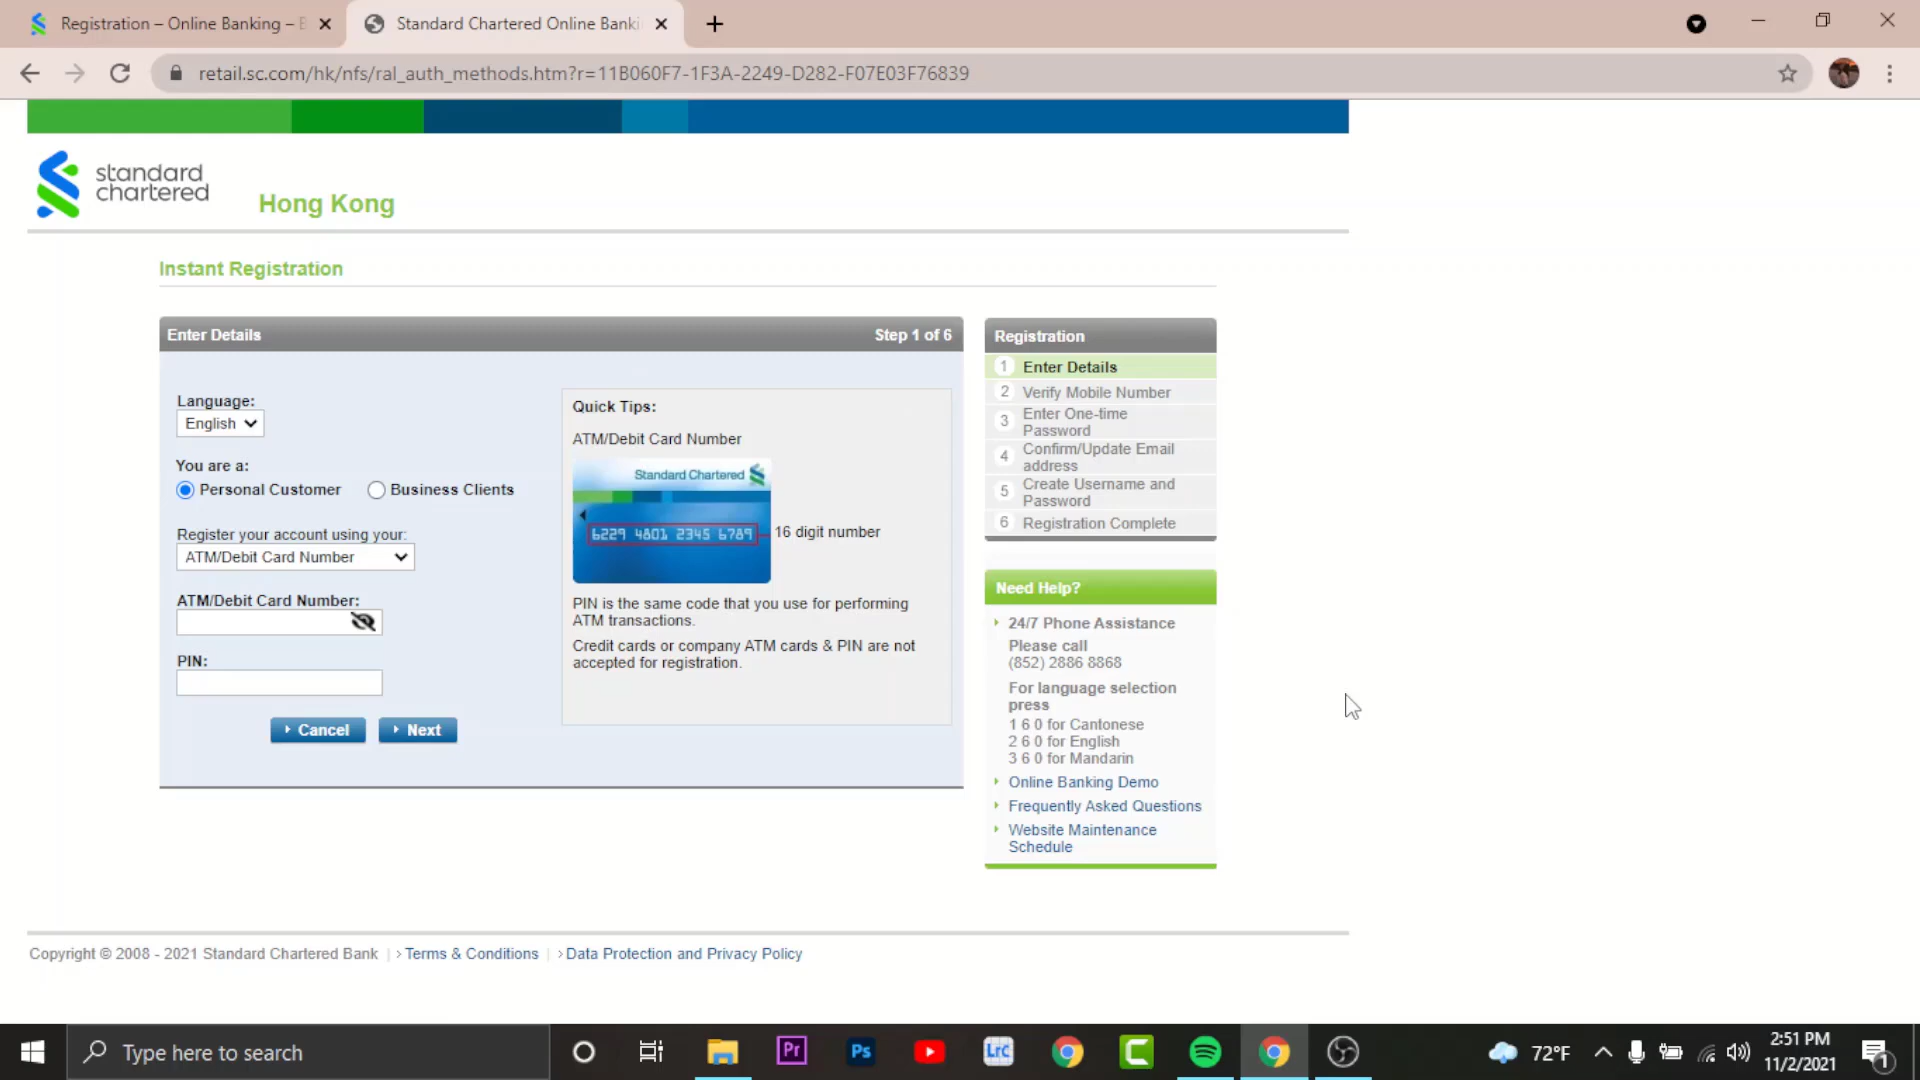 Registration – Online Banking –
Standard Chartered Online Banki
retail.sc.com/hk/nfs/ral_auth_methods.htm?r=11B060F7-1F3A-2249-D282-F07E03F76839
standard
chartered
Hong Kong
Instant Registration
Enter Details
Step 1 of 6
Language:
English
You are a:
Personal Customer
Business Clients
Register your account using your:
ATM/Debit Card Number
ATM/Debit Card Number:
PIN:
Cancel
Next
Quick Tips:
ATM/Debit Card Number
Standard Chartered
6229 4801 2345 6789
16 digit number
PIN is the same code that you use for performing
ATM transactions.
Credit cards or company ATM cards & PIN are not
accepted for registration.
Registration
1 Enter Details
2 Verify Mobile Number
3 Enter One-time
Password
4 Confirm/Update Email
address
5 Create Username and
Password
6 Registration Complete
Need Help?
24/7 Phone Assistance
Please call
(852) 2886 8868
For language selection
press
1 6 0 for Cantonese
2 6 0 for English
3 6 0 for Mandarin
Online Banking Demo
Frequently Asked Questions
Website Maintenance
Schedule
Copyright © 2008 - 2021 Standard Chartered Bank | > Terms & Conditions | > Data Protection and Privacy Policy
Type here to search
Pr
Ps
LrC
C
72°F
2:51 PM
11/2/2021
1